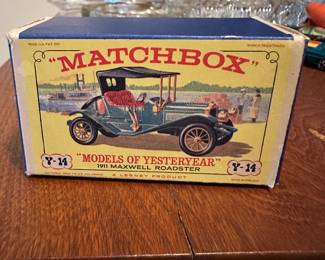 "MATCHBOX"
"MODELS OF YESTERYEAR"
Y-14
1911 MAXWELL ROADSTER
Y-14
A LESNEY PRODUCT